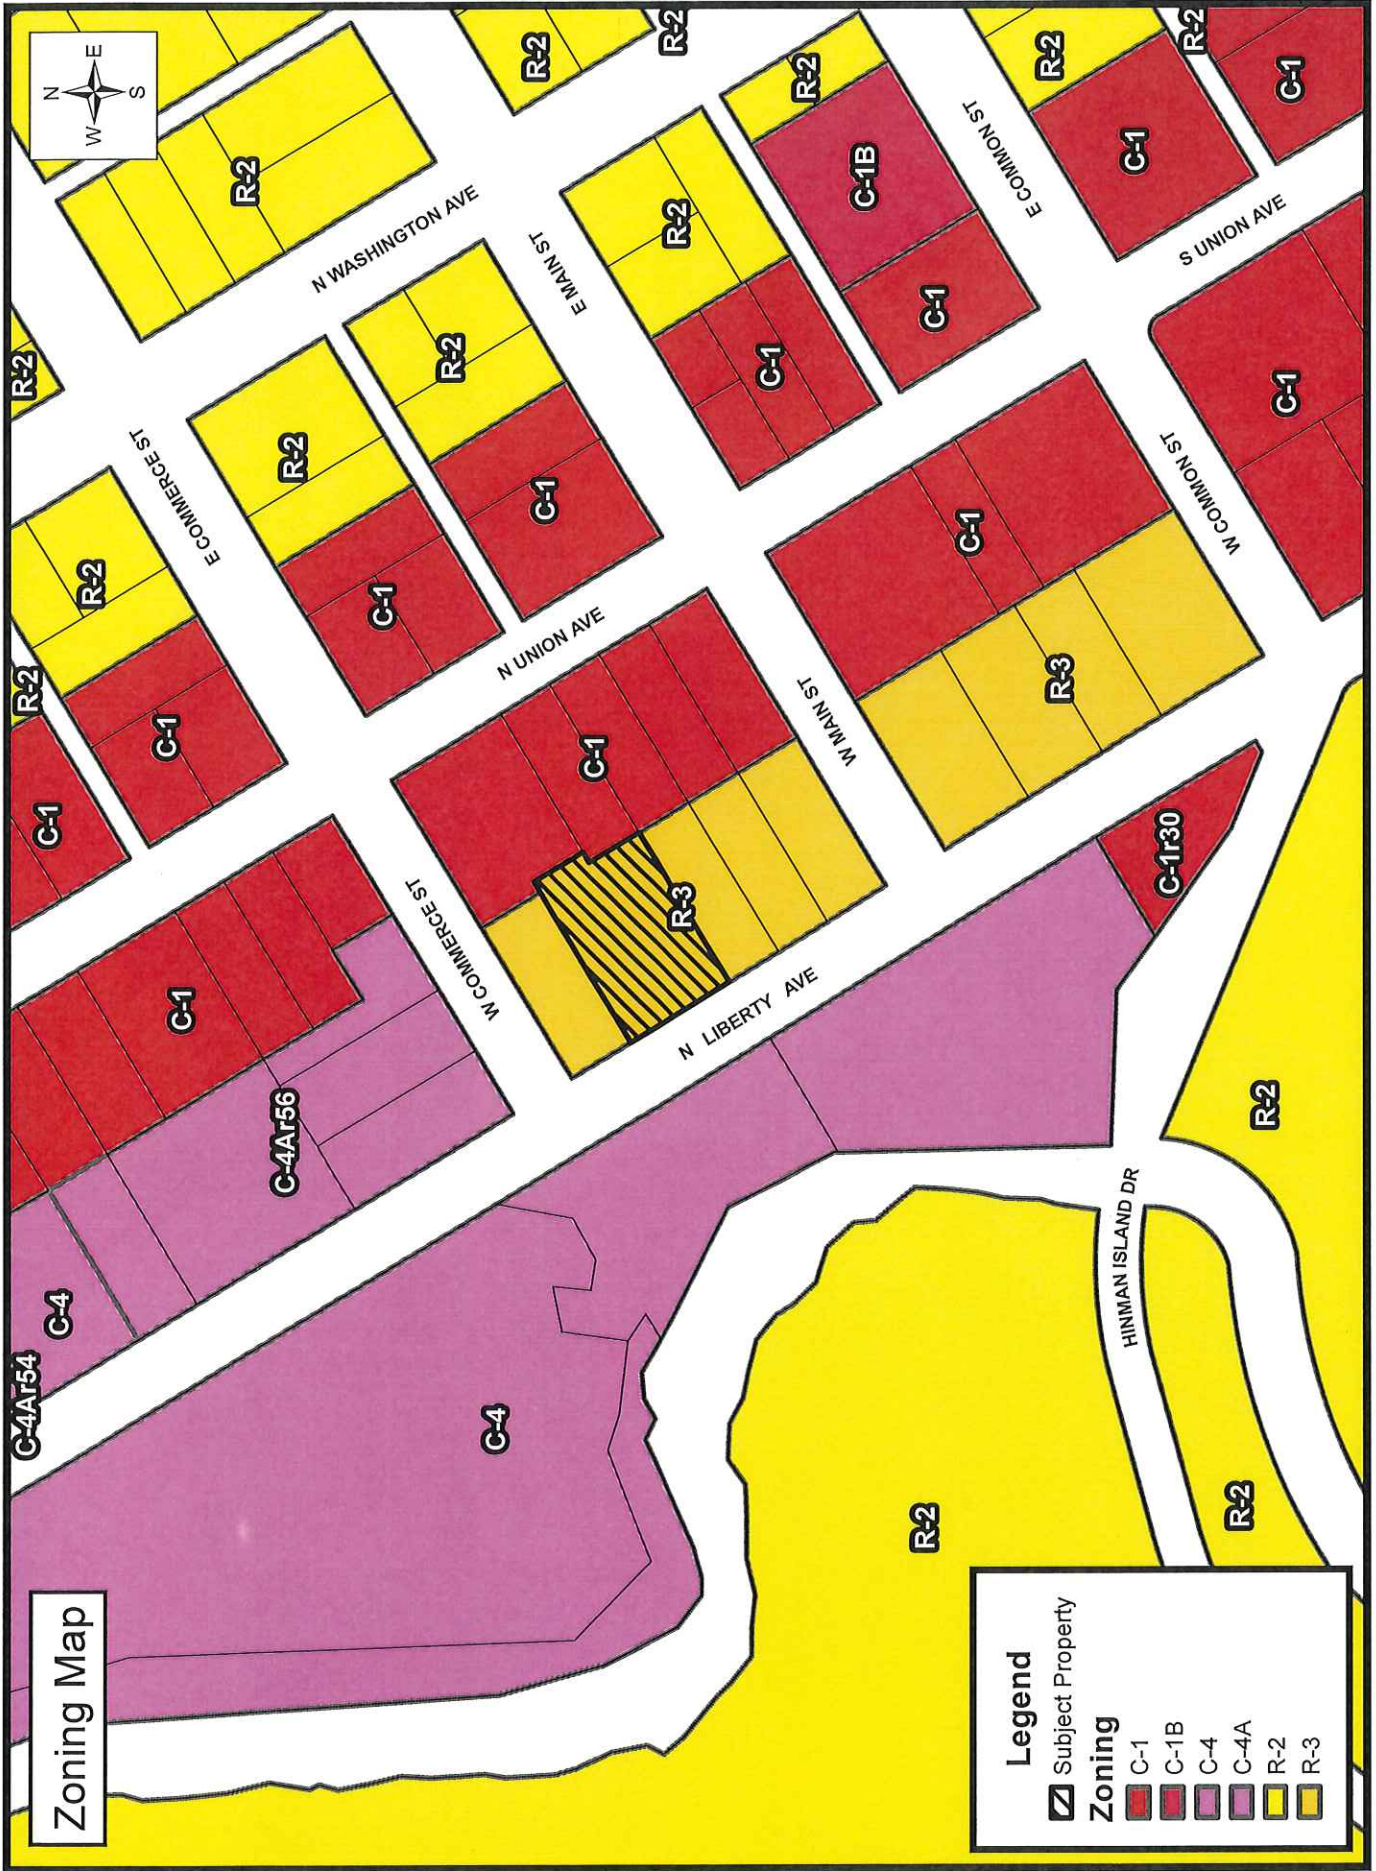 Zoning Map
N
W
E
S
C-4Ar54
C-1
R-2
R-2
C-4
R-2
C-1
C-1
E COMMERCE ST
R-2
C-4Ar56
R-2
C-1
N WASHINGTON AVE
W COMMERCE ST
R-2
C-4
R-2
C-1
N UNION AVE
E MAIN ST
C-1
R-2
R-2
R-3
N LIBERTY AVE
C-1
R-2
W MAIN ST
C-1B
R-2
C-1
C-1
E COMMON ST
R-2
R-3
HINMAN ISLAND DR
C-1
C-1r30
R-2
W COMMON ST
S UNION AVE
R-2
R-2
C-1
C-1
Legend
Subject Property
Zoning
C-1
C-1B
C-4
C-4A
R-2
R-3